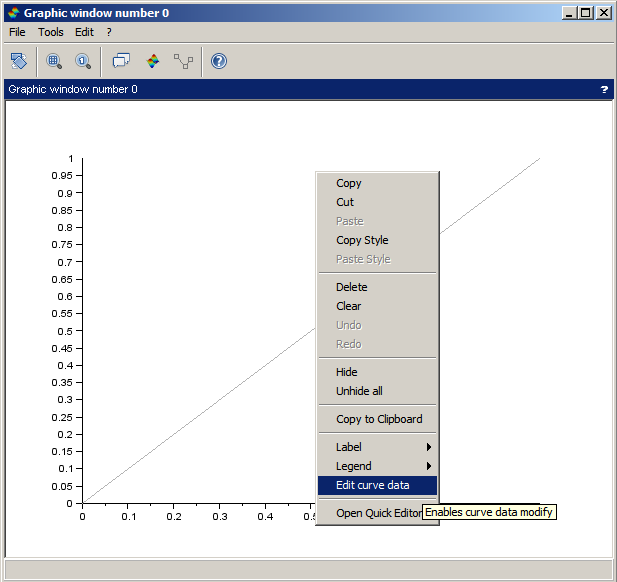 Graphic window number 0
File Tools Edit ?
Graphic window number 0 ?
1
0.95
0.9
0.85
0.8
0.75
0.7
0.65
0.6
0.55
0.5
0.45
0.4
0.35
0.3
0.25
0.2
0.15
0.1
0.05
0
0 0.1 0.2 0.3 0.4
Copy
Cut
Paste
Copy Style
Paste Style
Delete
Clear
Undo
Redo
Hide
Unhide all
Copy to Clipboard
Label
Legend
Edit curve data
Open Quick Editor
Enables curve data modify